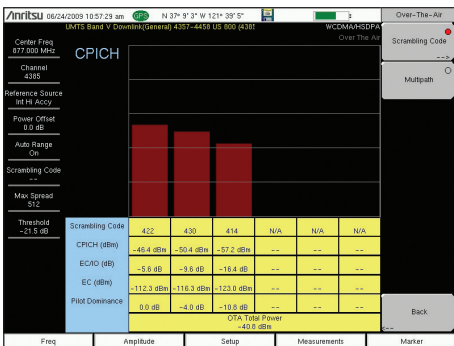 Anritsu 06/24/2009 10:57:29 am GPS N 37° 9' 3" W 121° 39' 5"
Over-The-Air
UMTS Band V Downlink(General) 4357-4458 US 800 (4385 WCDMA/HSDPA
Over The Air
Center Freq
877.000 MHz
CPICH
Scrambling Code
-->
Channel
4385
Multipath
Reference Source
Int Hi Accy
Power Offset
0.0 dB
Auto Range
On
Scrambling Code
--
Max Spread
512
Threshold
-21.5 dB
Scrambling Code 422 430 414 N/A N/A N/A
CPICH (dBm) -46.4 dBm -50.4 dBm -57.2 dBm -- -- --
EC/IO (dB) -5.6 dB -9.6 dB -16.4 dB -- -- --
EC (dBm) -112.3 dBm -116.3 dBm -123.0 dBm -- -- --
Pilot Dominance 0.0 dB -4.0 dB -10.8 dB -- -- --
OTA Total Power
-40.8 dBm
Back
<--
Freq Amplitude Setup Measurements Marker